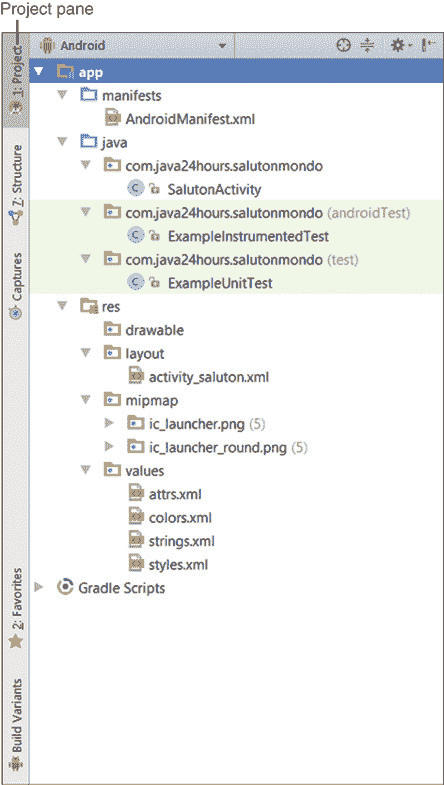 Project pane
Android
1: Project
app
manifests
AndroidManifest.xml
java
com.java24hours.salutonmondo
SalutonActivity
com.java24hours.salutonmondo (androidTest)
ExampleInstrumentedTest
com.java24hours.salutonmondo (test)
ExampleUnitTest
res
drawable
layout
activity_saluton.xml
mipmap
ic_launcher.png (5)
ic_launcher_round.png (5)
values
attrs.xml
colors.xml
strings.xml
styles.xml
Gradle Scripts
7: Structure
Captures
2: Favorites
Build Variants